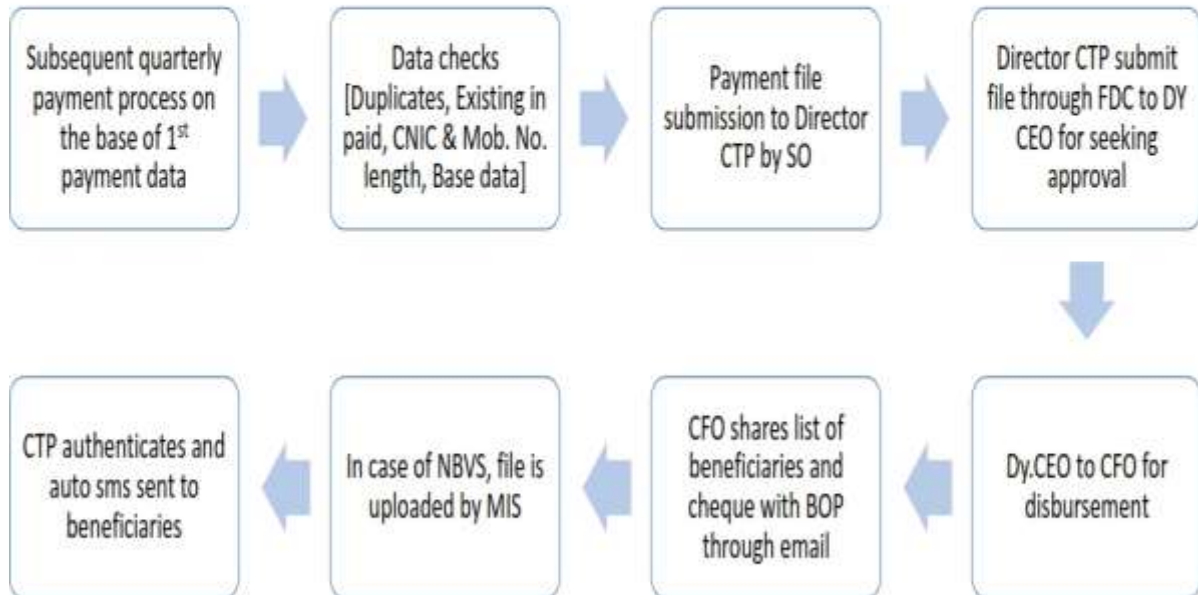 Subsequent quarterly
payment process on
the base of 1st
payment data
Data checks
[Duplicates, Existing in
paid, CNIC & Mob. No.
length, Base data]
Payment file
submission to Director
CTP by SO
Director CTP submit
file through FDC to DY
CEO for seeking
approval
Dy.CEO to CFO for
disbursement
CFO shares list of
beneficiaries and
cheque with BOP
through email
In case of NBVS, file is
uploaded by MIS
CTP authenticates and
auto sms sent to
beneficiaries